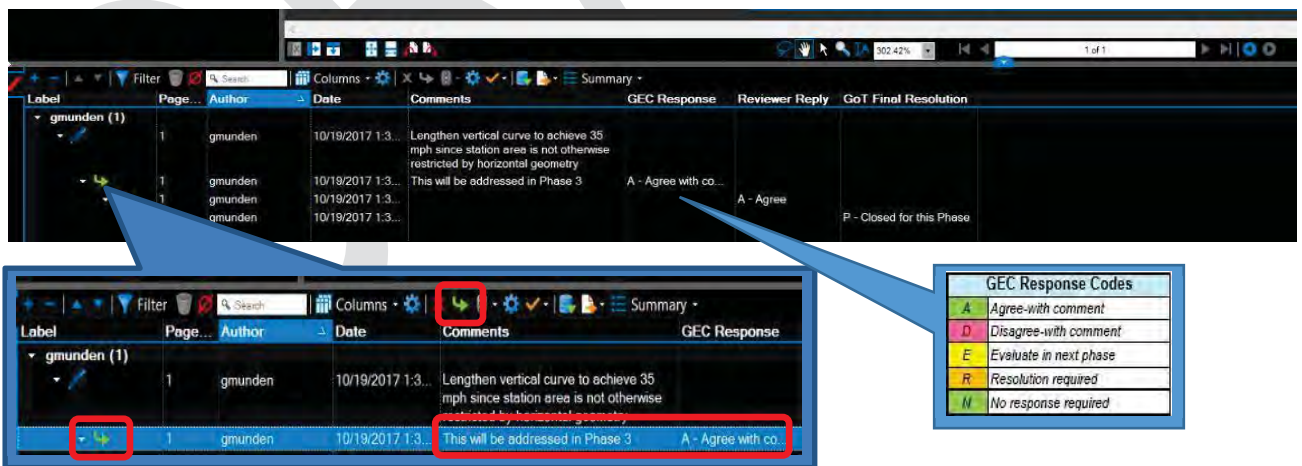 302.42%
1 of 1
Filter Search Columns Summary
Label Page... Author Date Comments GEC Response Reviewer Reply GoT Final Resolution
gmunden (1)
1 gmunden 10/19/2017 1:3... Lengthen vertical curve to achieve 35
mph since station area is not otherwise
restricted by horizontal geometry
1 gmunden 10/19/2017 1:3... This will be addressed in Phase 3 A - Agree with co...
1 gmunden 10/19/2017 1:3... A - Agree
gmunden 10/19/2017 1:3... P - Closed for this Phase
Filter Search Columns Summary
Label Page... Author Date Comments GEC Response
gmunden (1)
1 gmunden 10/19/2017 1:3... Lengthen vertical curve to achieve 35
mph since station area is not otherwise
restricted by horizontal geometry
1 gmunden 10/19/2017 1:3... This will be addressed in Phase 3 A - Agree with co...
GEC Response Codes
A Agree-with comment
D Disagree-with comment
E Evaluate in next phase
R Resolution required
N No response required